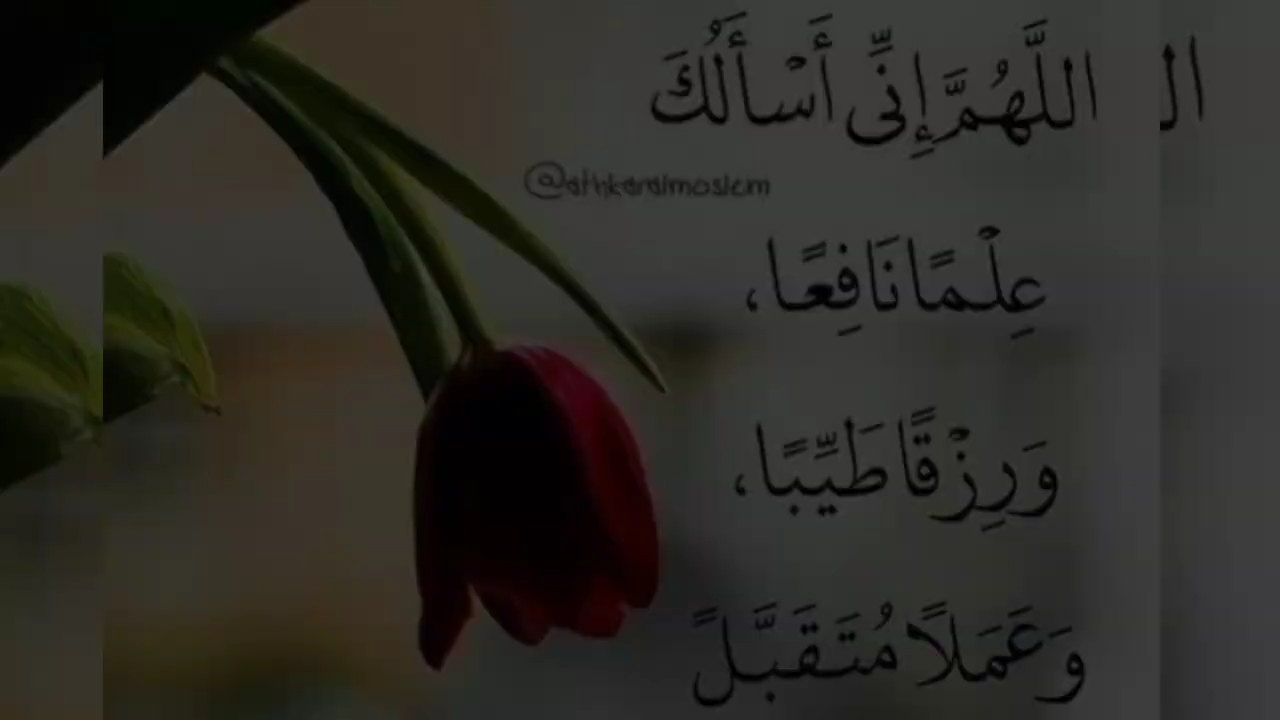 اللَّهُمَّ إِنِّى أَسْأَلُكَ
@athkaralmoslem
عِلْمًا نَافِعًا،
وَرِزْقًا طَيِّبًا،
وَعَمَلًا مُتَقَبَّلً